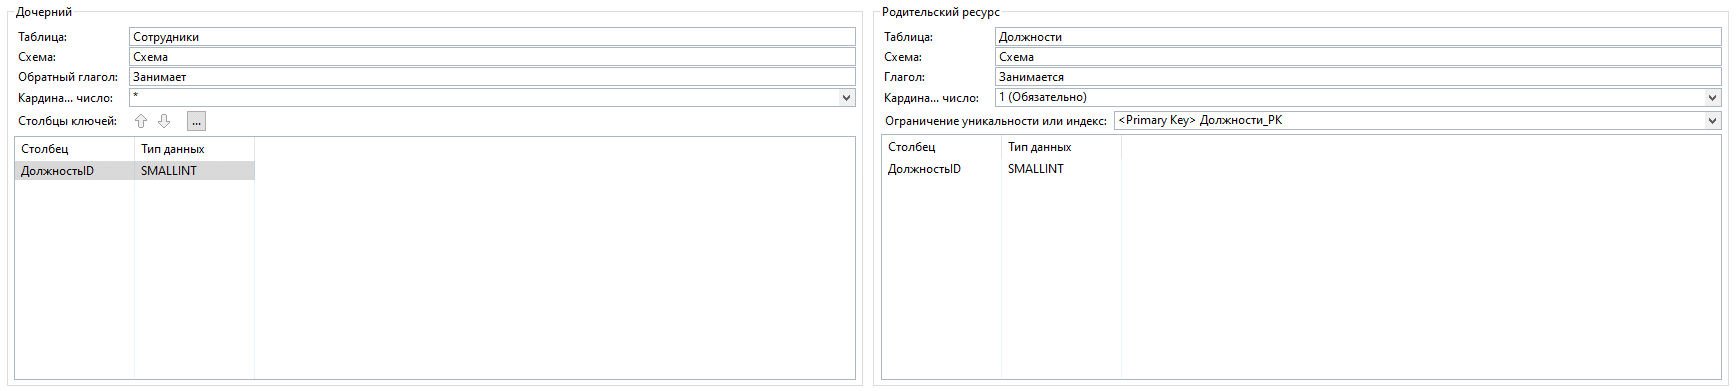 Дочерний
Таблица: Сотрудники
Схема: Схема
Обратный глагол: Занимает
Кардина... число: *
Столбцы ключей: ...
Столбец Тип данных
ДолжностьID SMALLINT
Родительский ресурс
Таблица: Должности
Схема: Схема
Глагол: Занимается
Кардина... число: 1 (Обязательно)
Ограничение уникальности или индекс: <Primary Key> Должности_PK
Столбец Тип данных
ДолжностьID SMALLINT